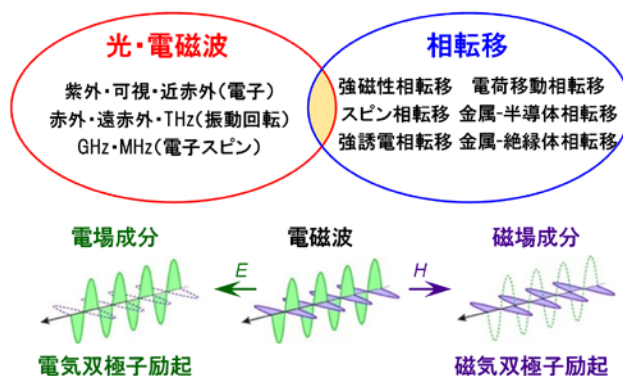 光・電磁波
紫外・可視・近赤外(電子)
赤外・遠赤外・THz(振動回転)
GHz・MHz(電子スピン)
相転移
強磁性相転移 電荷移動相転移
スピン相転移 金属-半導体相転移
強誘電相転移 金属-絶縁体相転移
電場成分
電磁波
磁場成分
E
H
電気双極子励起
磁気双極子励起